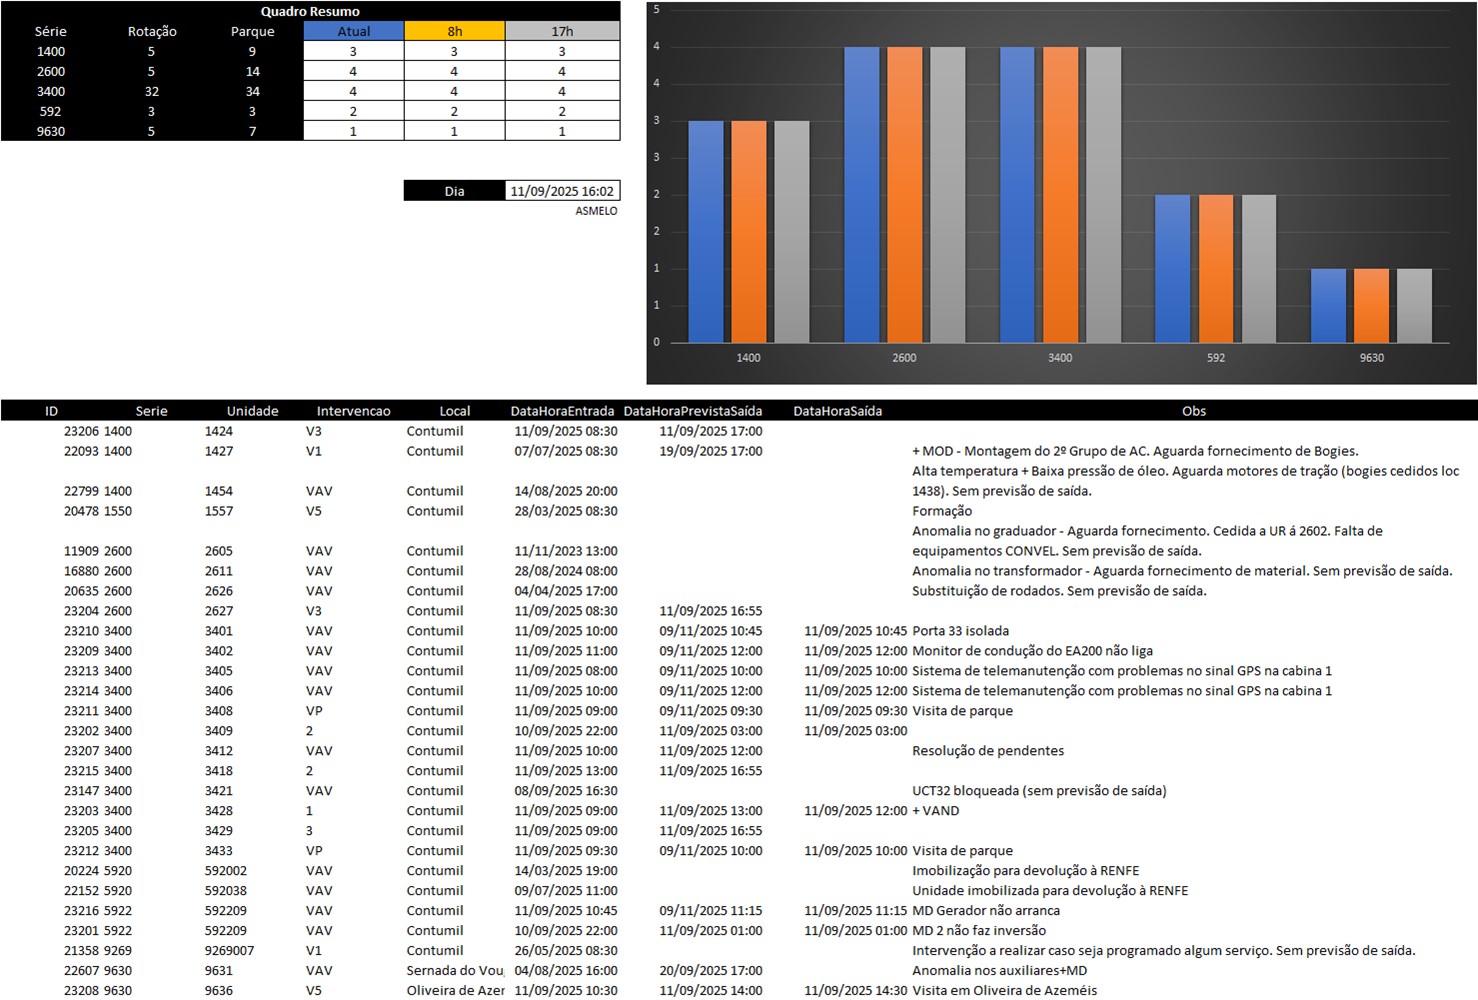 Quadro Resumo
Série Rotação Parque Atual 8h 17h
1400 5 9 3 3 3
2600 5 14 4 4 4
3400 32 34 4 4 4
592 3 3 2 2 2
9630 5 7 1 1 1
Dia 11/09/2025 16:02
ASMELO
5
4
4
3
3
2
2
1
1
0
1400 2600 3400 592 9630
ID Serie Unidade Intervencao Local DataHoraEntrada DataHoraPrevistaSaída DataHoraSaída Obs
23206 1400 1424 V3 Contumil 11/09/2025 08:30 11/09/2025 17:00
22093 1400 1427 V1 Contumil 07/07/2025 08:30 19/09/2025 17:00 + MOD - Montagem do 2º Grupo de AC. Aguarda fornecimento de Bogies.
Alta temperatura + Baixa pressão de óleo. Aguarda motores de tração (bogies cedidos loc
22799 1400 1454 VAV Contumil 14/08/2025 20:00 1438). Sem previsão de saída.
20478 1550 1557 V5 Contumil 28/03/2025 08:30 Formação
Anomalia no graduador - Aguarda fornecimento. Cedida a UR á 2602. Falta de
11909 2600 2605 VAV Contumil 11/11/2023 13:00 equipamentos CONVEL. Sem previsão de saída.
16880 2600 2611 VAV Contumil 28/08/2024 08:00 Anomalia no transformador - Aguarda fornecimento de material. Sem previsão de saída.
20635 2600 2626 VAV Contumil 04/04/2025 17:00 Substituição de rodados. Sem previsão de saída.
23204 2600 2627 V3 Contumil 11/09/2025 08:30 11/09/2025 16:55
23210 3400 3401 VAV Contumil 11/09/2025 10:00 09/11/2025 10:45 11/09/2025 10:45 Porta 33 isolada
23209 3400 3402 VAV Contumil 11/09/2025 11:00 09/11/2025 12:00 11/09/2025 12:00 Monitor de condução do EA200 não liga
23213 3400 3405 VAV Contumil 11/09/2025 08:00 09/11/2025 10:00 11/09/2025 10:00 Sistema de telemanutenção com problemas no sinal GPS na cabina 1
23214 3400 3406 VAV Contumil 11/09/2025 10:00 09/11/2025 12:00 11/09/2025 12:00 Sistema de telemanutenção com problemas no sinal GPS na cabina 1
23211 3400 3408 VP Contumil 11/09/2025 09:00 09/11/2025 09:30 11/09/2025 09:30 Visita de parque
23202 3400 3409 2 Contumil 10/09/2025 22:00 11/09/2025 03:00 11/09/2025 03:00
23207 3400 3412 VAV Contumil 11/09/2025 10:00 11/09/2025 12:00 Resolução de pendentes
23215 3400 3418 2 Contumil 11/09/2025 13:00 11/09/2025 16:55
23147 3400 3421 VAV Contumil 08/09/2025 16:30 UCT32 bloqueada (sem previsão de saída)
23203 3400 3428 1 Contumil 11/09/2025 09:00 11/09/2025 13:00 11/09/2025 12:00 + VAND
23205 3400 3429 3 Contumil 11/09/2025 09:00 11/09/2025 16:55
23212 3400 3433 VP Contumil 11/09/2025 09:30 09/11/2025 10:00 11/09/2025 10:00 Visita de parque
20224 5920 592002 VAV Contumil 14/03/2025 19:00 Imobilização para devolução à RENFE
22152 5920 592038 VAV Contumil 09/07/2025 11:00 Unidade imobilizada para devolução à RENFE
23216 5922 592209 VAV Contumil 11/09/2025 10:45 09/11/2025 11:15 11/09/2025 11:15 MD Gerador não arranca
23201 5922 592209 VAV Contumil 10/09/2025 22:00 11/09/2025 01:00 11/09/2025 01:00 MD 2 não faz inversão
21358 9269 9269007 V1 Contumil 26/05/2025 08:30 Intervenção a realizar caso seja programado algum serviço. Sem previsão de saída.
22607 9630 9631 VAV Sernada do Vou 04/08/2025 16:00 20/09/2025 17:00 Anomalia nos auxiliares+MD
23208 9630 9636 V5 Oliveira de Azer 11/09/2025 10:30 11/09/2025 14:00 11/09/2025 14:30 Visita em Oliveira de Azeméis